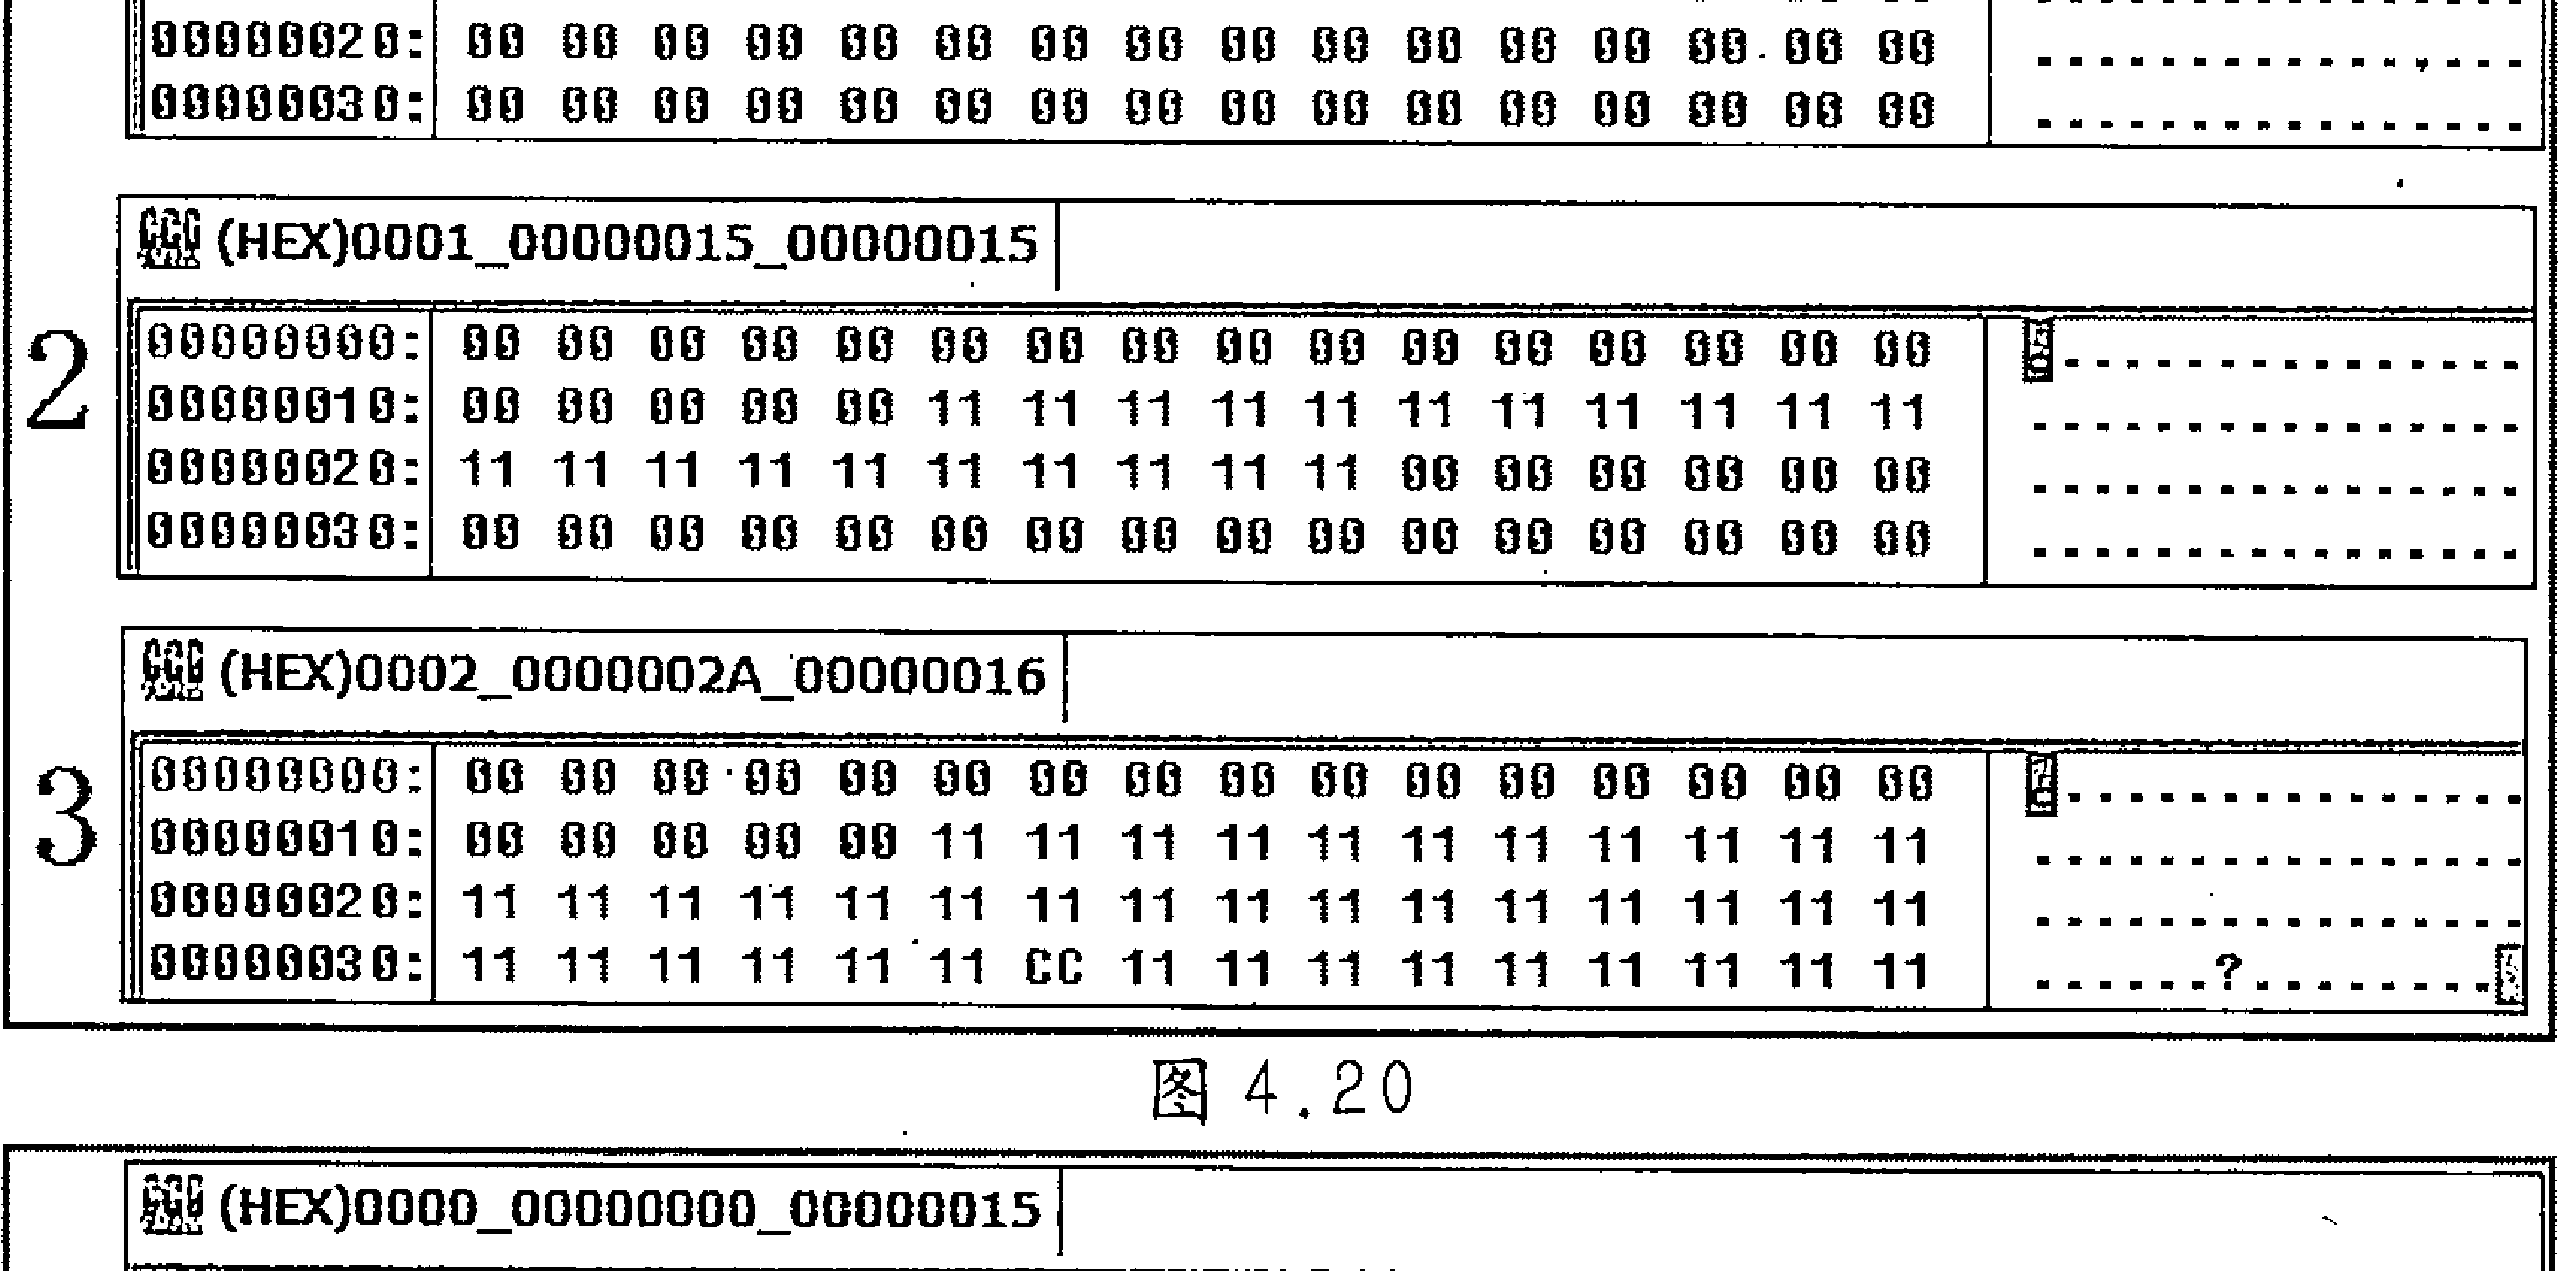 00000020: 00 00 00 00 00 00 00 00 00 00 00 00 00 00 00 00 ................
00000030: 00 00 00 00 00 00 00 00 00 00 00 00 00 00 00 00 ................
(HEX)0001_00000015_00000015
2
00000000: 00 00 00 00 00 00 00 00 00 00 00 00 00 00 00 00 ...............
00000010: 00 00 00 00 00 11 11 11 11 11 11 11 11 11 11 11 ................
00000020: 11 11 11 11 11 11 11 11 11 11 00 00 00 00 00 00 ................
00000030: 00 00 00 00 00 00 00 00 00 00 00 00 00 00 00 00 ................
(HEX)0002_0000002A_00000016
3
00000000: 00 00 00 00 00 00 00 00 00 00 00 00 00 00 00 00 ...............
00000010: 00 00 00 00 00 11 11 11 11 11 11 11 11 11 11 11 ................
00000020: 11 11 11 11 11 11 11 11 11 11 11 11 11 11 11 11 ................
00000030: 11 11 11 11 11 11 CC 11 11 11 11 11 11 11 11 11 ......?........
图 4.20
(HEX)0000_00000000_00000015